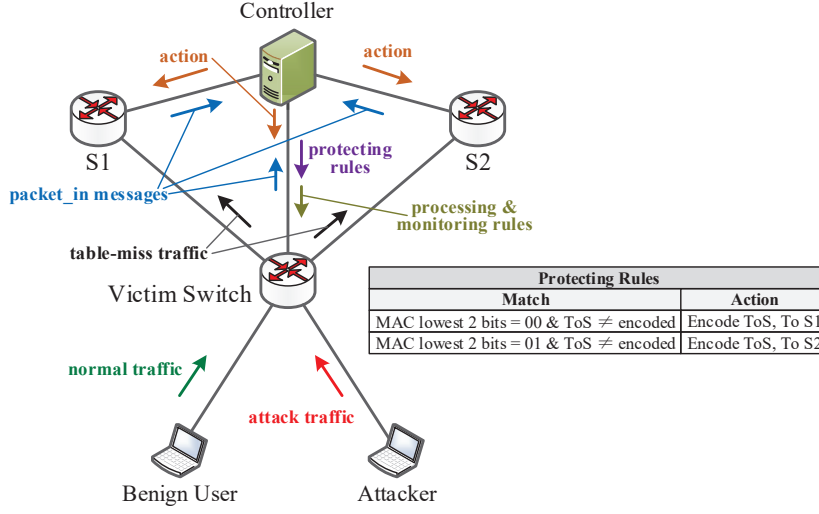 Controller
action
action
S1
S2
protecting
rules
packet_in messages
processing &
monitoring rules
table-miss traffic
Victim Switch
Protecting Rules
Match Action
MAC lowest 2 bits = 00 & ToS ≠ encoded Encode ToS, To S1
MAC lowest 2 bits = 01 & ToS ≠ encoded Encode ToS, To S2
normal traffic
attack traffic
Benign User
Attacker